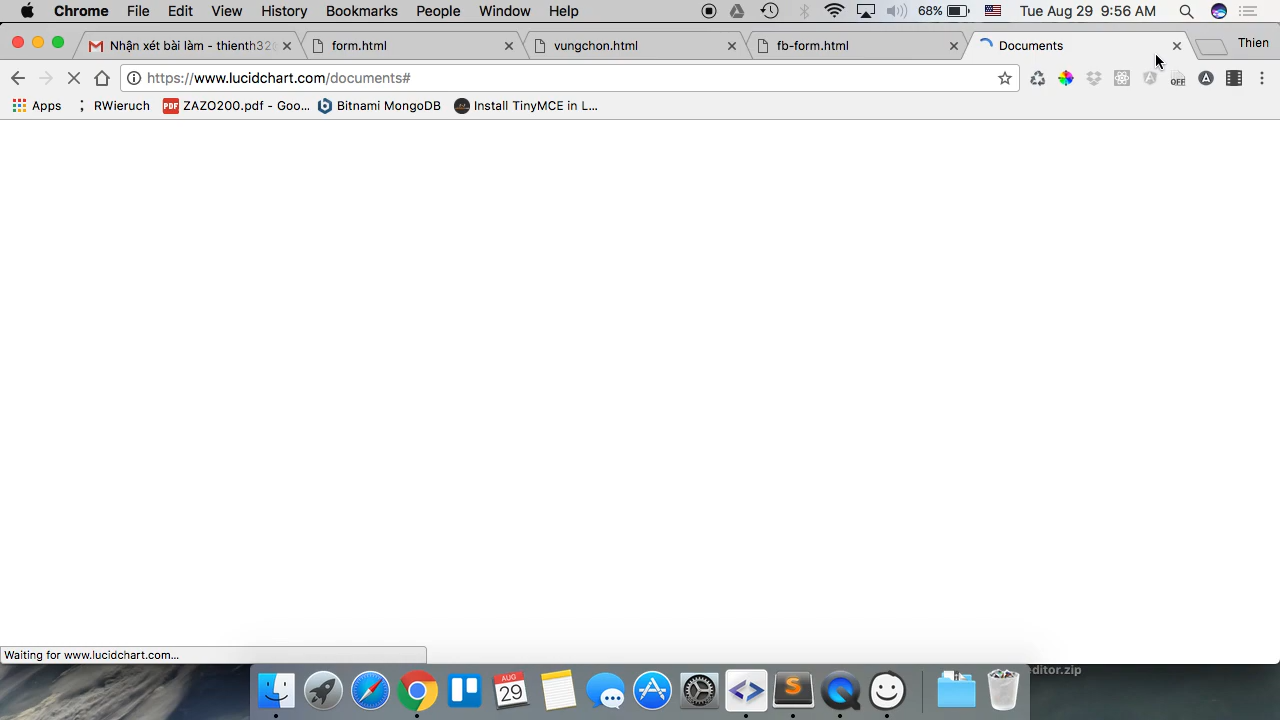 Chrome File Edit View History Bookmarks People Window Help 68% Tue Aug 29 9:56 AM
Nhận xét bài làm - thienth32 form.html vungchon.html fb-form.html Documents Thien
https://www.lucidchart.com/documents#
OFF
Apps RWieruch PDF ZAZO200.pdf - Goo... Bitnami MongoDB Install TinyMCE in L...
Waiting for www.lucidchart.com...
editor.zip
AUG
29